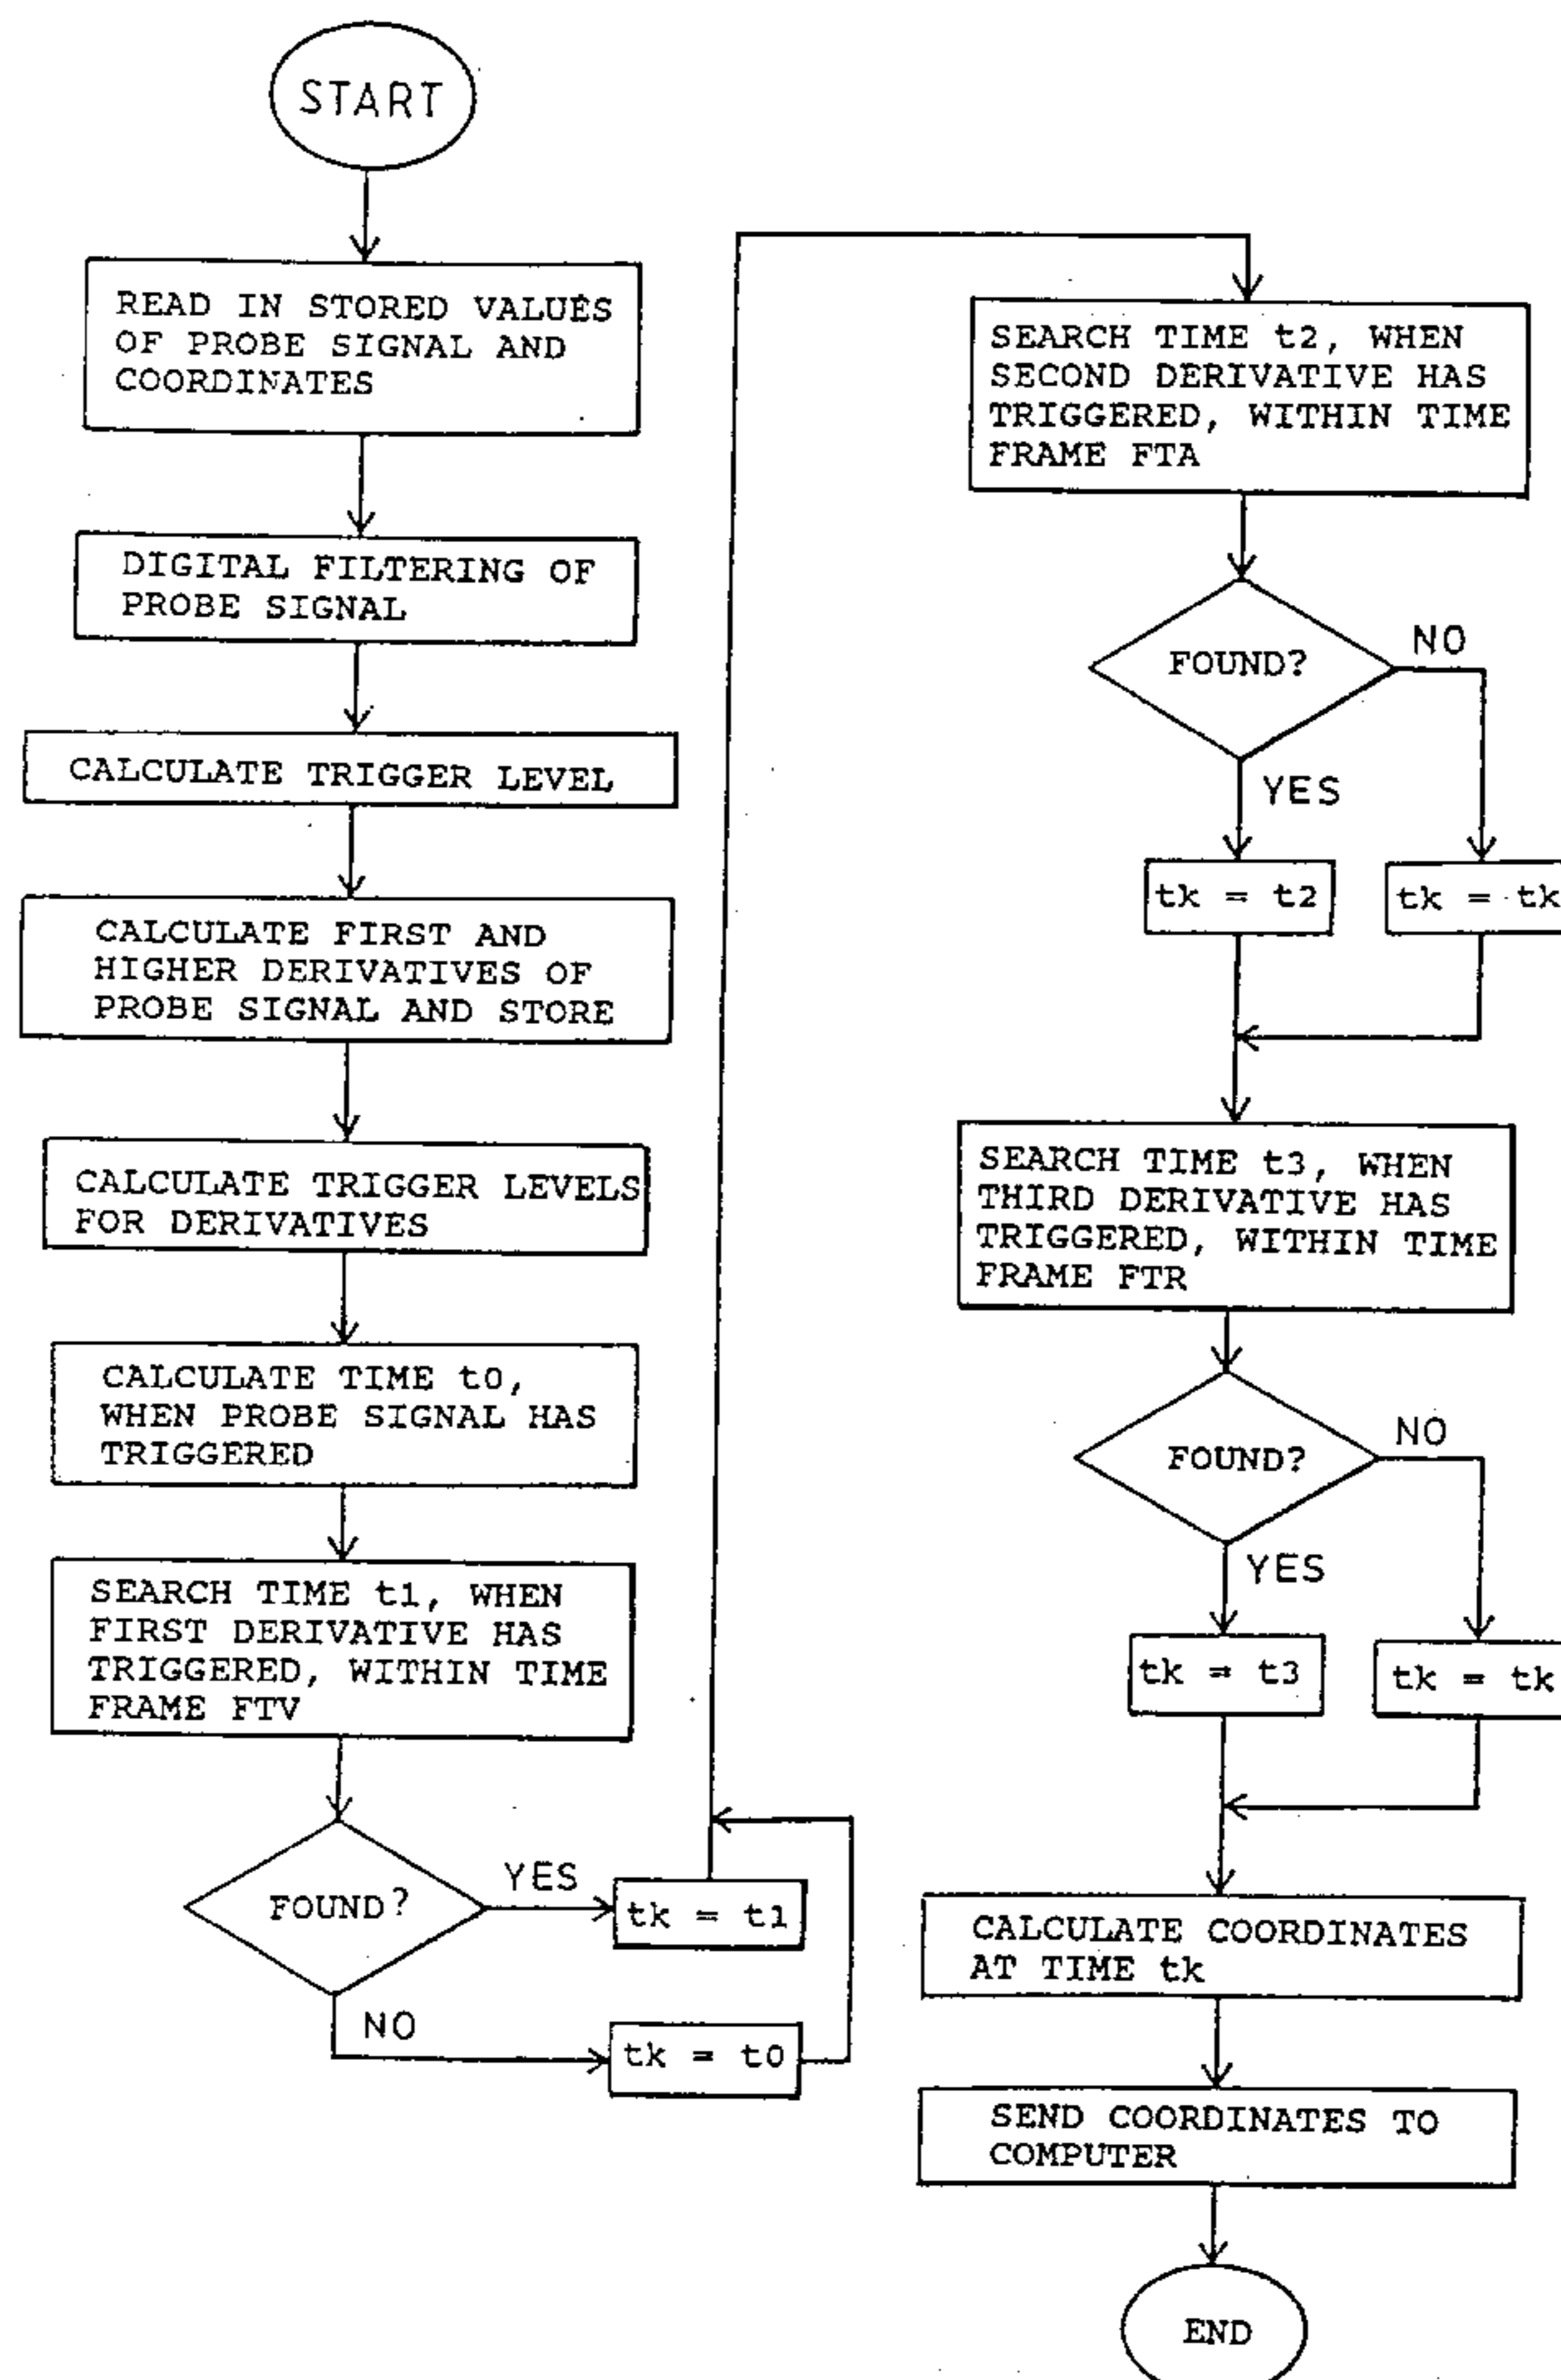 START
READ IN STORED VALUES
OF PROBE SIGNAL AND
COORDINATES
DIGITAL FILTERING OF
PROBE SIGNAL
CALCULATE TRIGGER LEVEL
CALCULATE FIRST AND
HIGHER DERIVATIVES OF
PROBE SIGNAL AND STORE
CALCULATE TRIGGER LEVELS
FOR DERIVATIVES
CALCULATE TIME t0,
WHEN PROBE SIGNAL HAS
TRIGGERED
SEARCH TIME t1, WHEN
FIRST DERIVATIVE HAS
TRIGGERED, WITHIN TIME
FRAME FTV
FOUND?
YES
tk = t1
NO
tk = t0
SEARCH TIME t2, WHEN
SECOND DERIVATIVE HAS
TRIGGERED, WITHIN TIME
FRAME FTA
FOUND?
NO
YES
tk = t2
tk = tk
SEARCH TIME t3, WHEN
THIRD DERIVATIVE HAS
TRIGGERED, WITHIN TIME
FRAME FTR
FOUND?
NO
YES
tk = t3
tk = tk
CALCULATE COORDINATES
AT TIME tk
SEND COORDINATES TO
COMPUTER
END